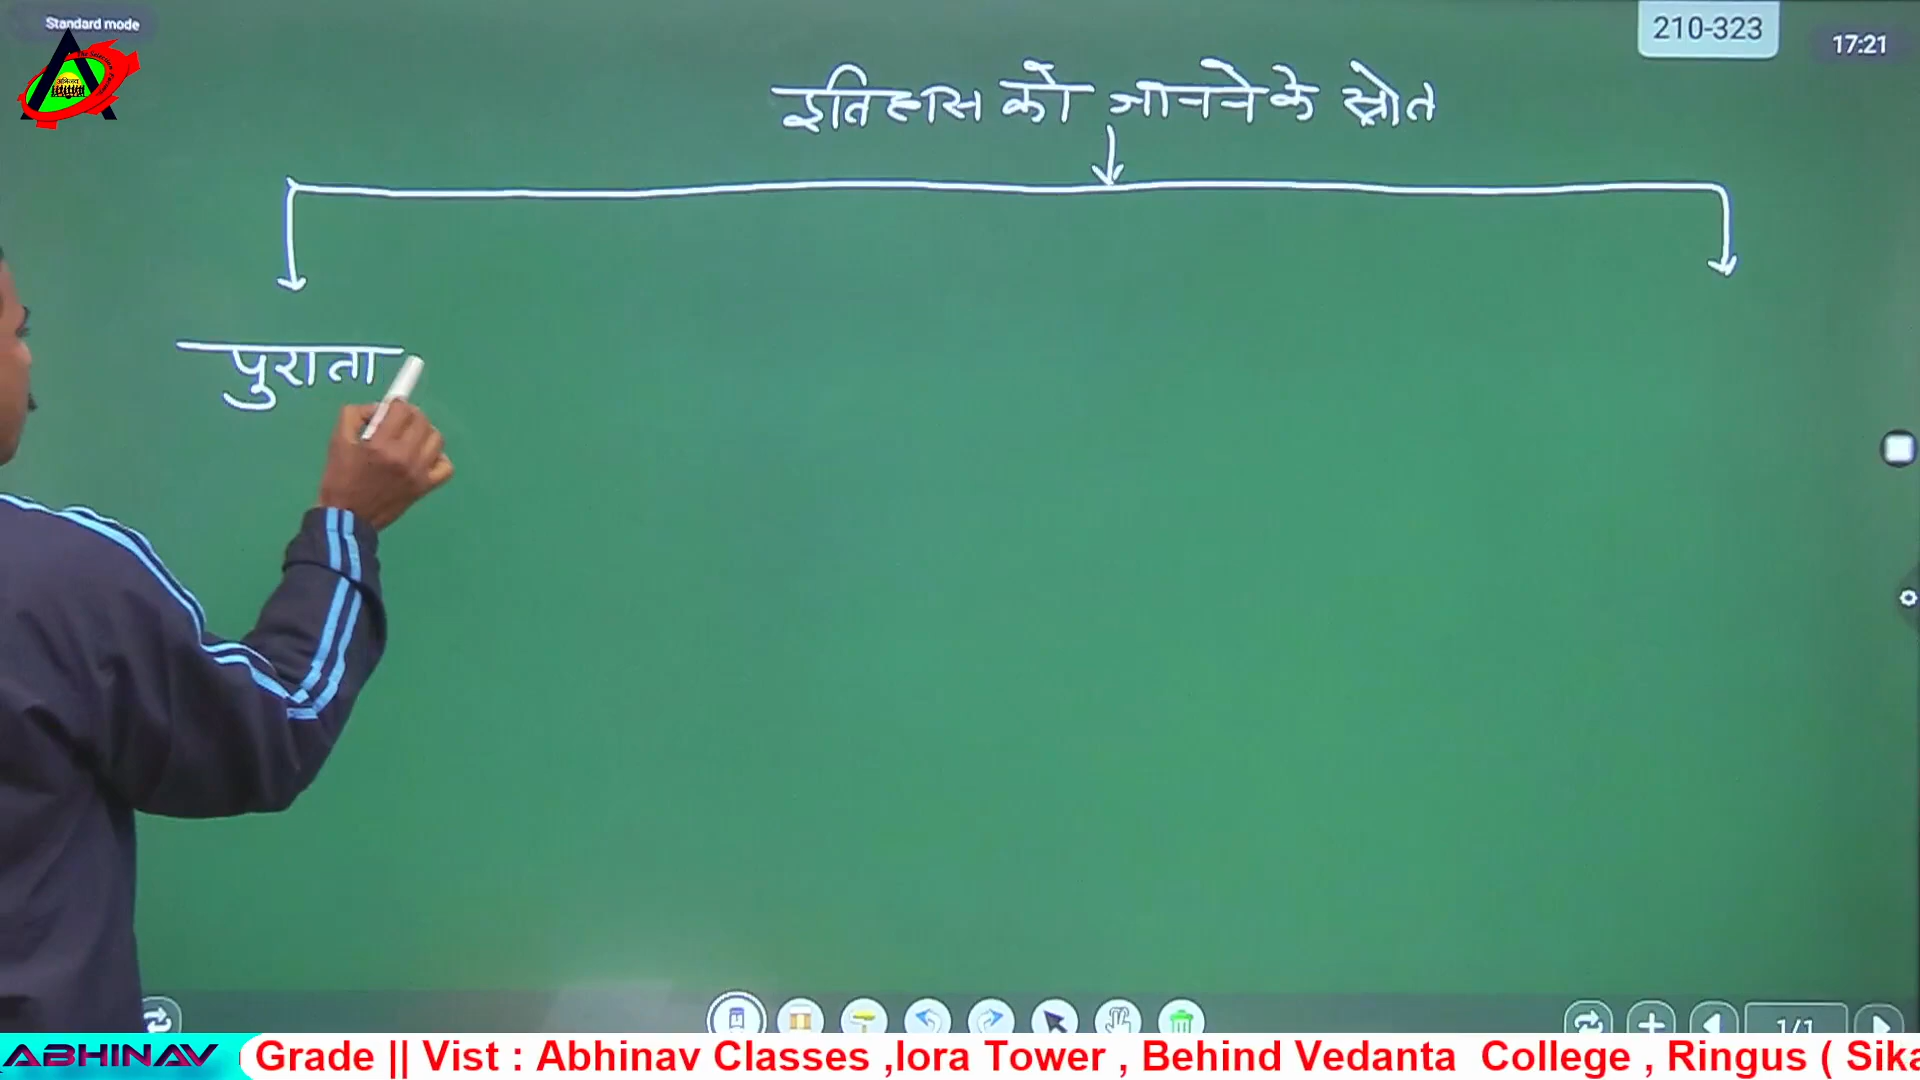 Standard mode
210-323
17:21
इतिहास को जानने के स्रोत
पुराता
1/1
ABHINAV
Grade || Vist : Abhinav Classes ,Iora Tower , Behind Vedanta College , Ringus ( Sika